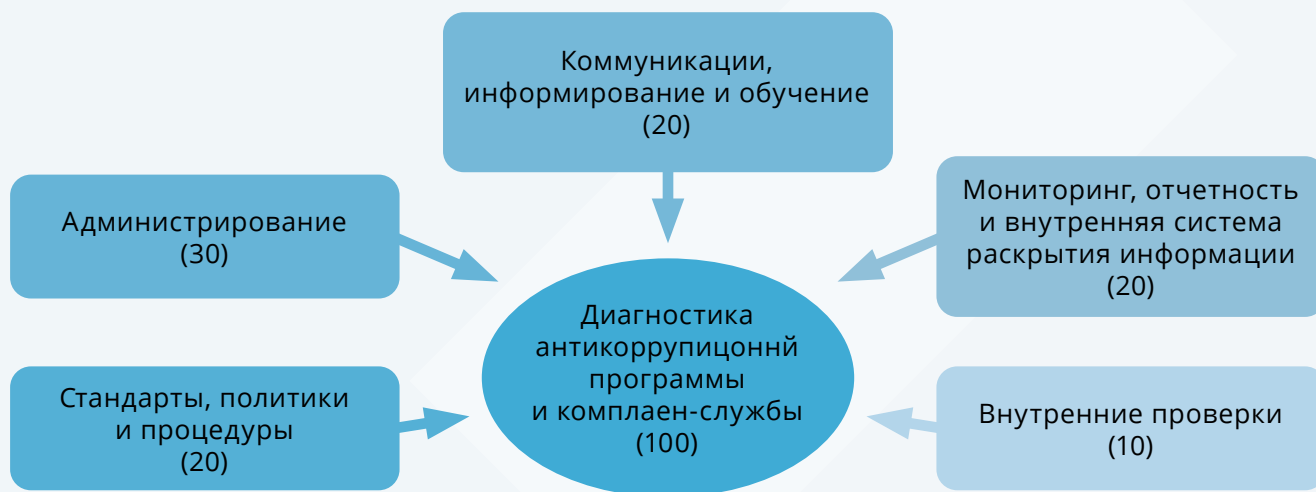 Коммуникации,
информирование и обучение
(20)
Администрирование
(30)
Мониторинг, отчетность
и внутренняя система
раскрытия информации
(20)
Диагностика
антикоррупицоннй
программы
и комплаен-службы
(100)
Стандарты, политики
и процедуры
(20)
Внутренние проверки
(10)